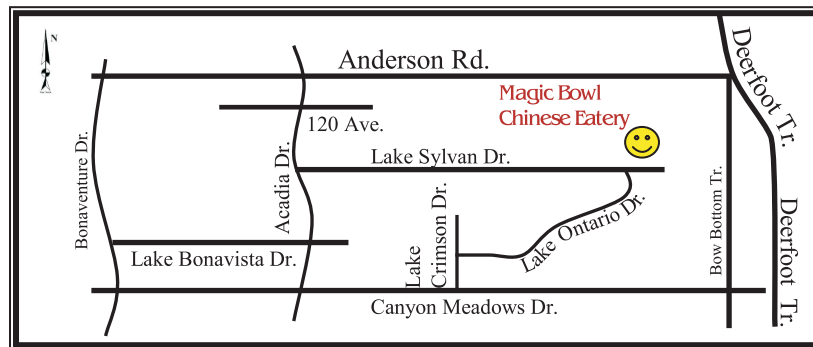 N
Anderson Rd.
Deerfoot Tr.
Magic Bowl
Chinese Eatery
120 Ave.
Bonaventure Dr.
Acadia Dr.
Lake Sylvan Dr.
Lake
Crimson Dr.
Lake Ontario Dr.
Bow Bottom Tr.
Deerfoot Tr.
Lake Bonavista Dr.
Canyon Meadows Dr.